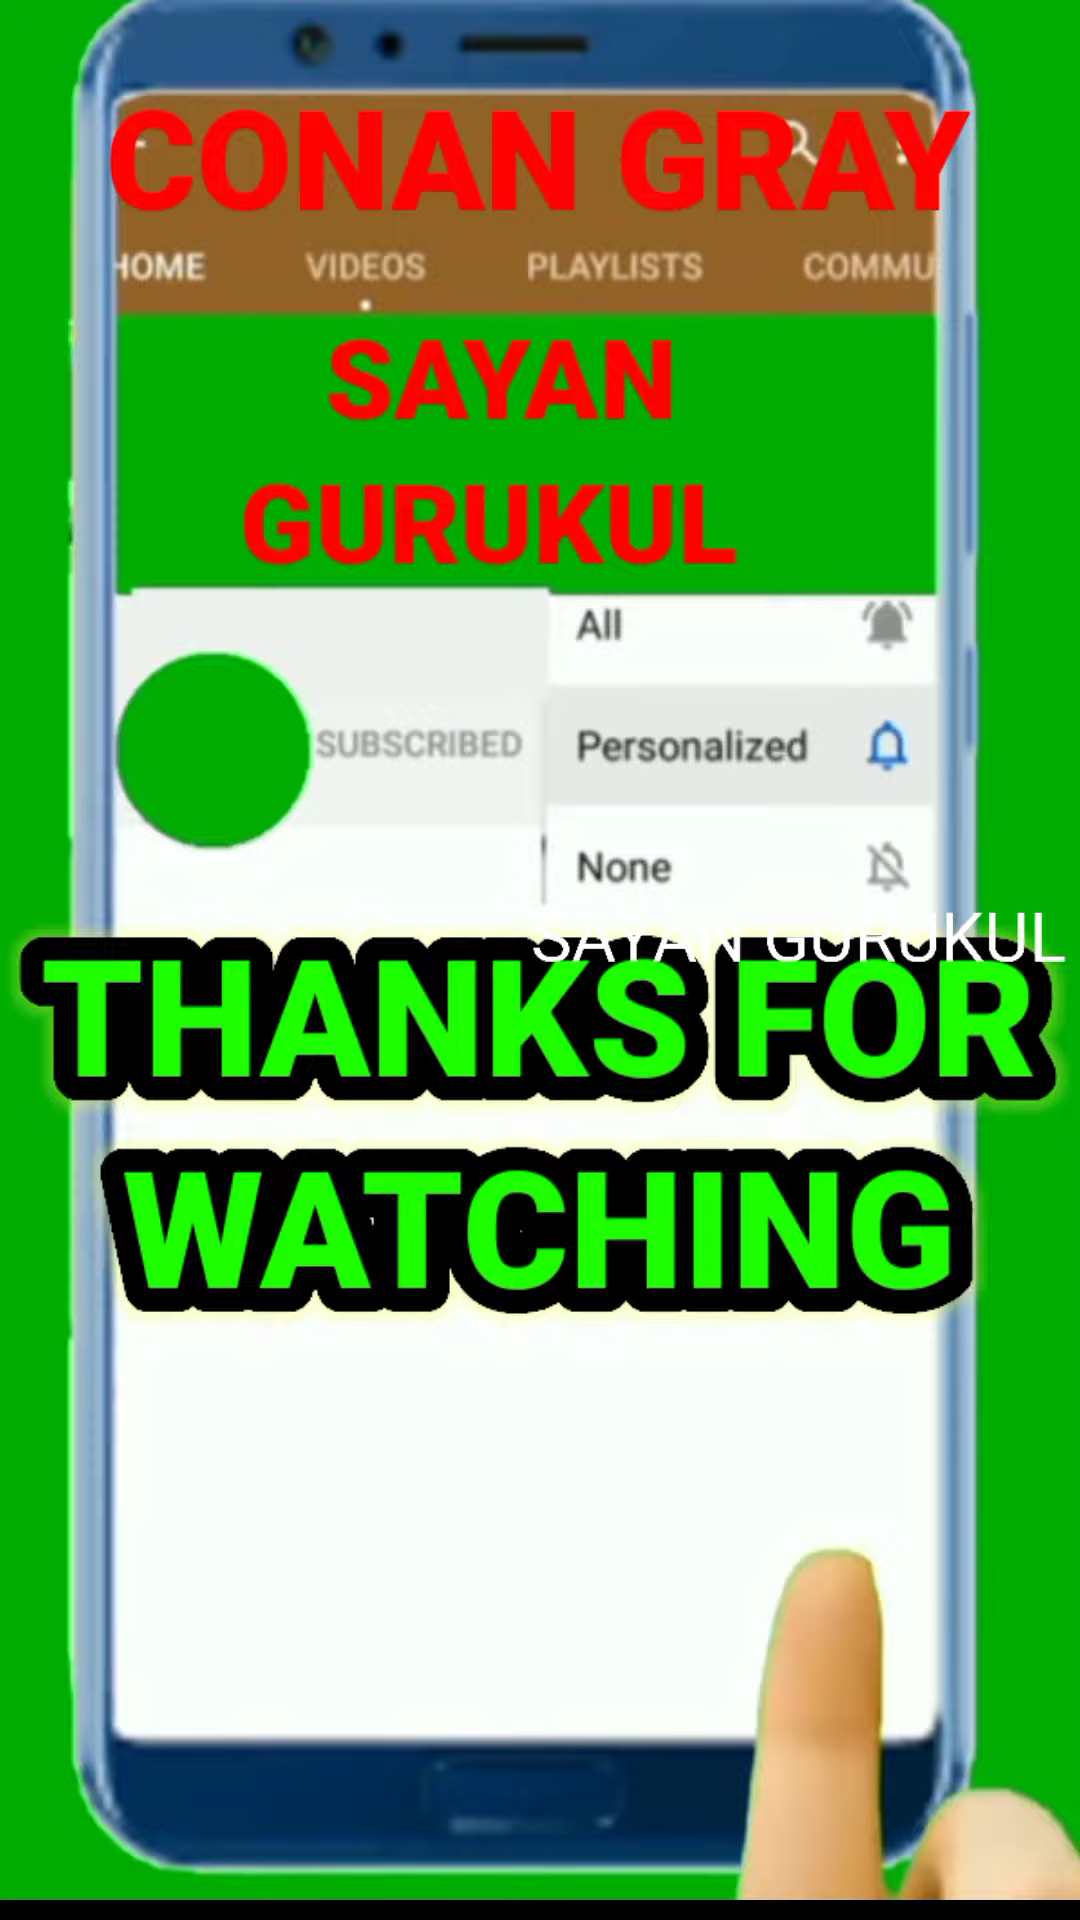 CONAN GRAY
HOME VIDEOS PLAYLISTS COMMU
SAYAN
GURUKUL
All
SUBSCRIBED
Personalized
None
SAYAN GURUKUL
THANKS FOR
WATCHING